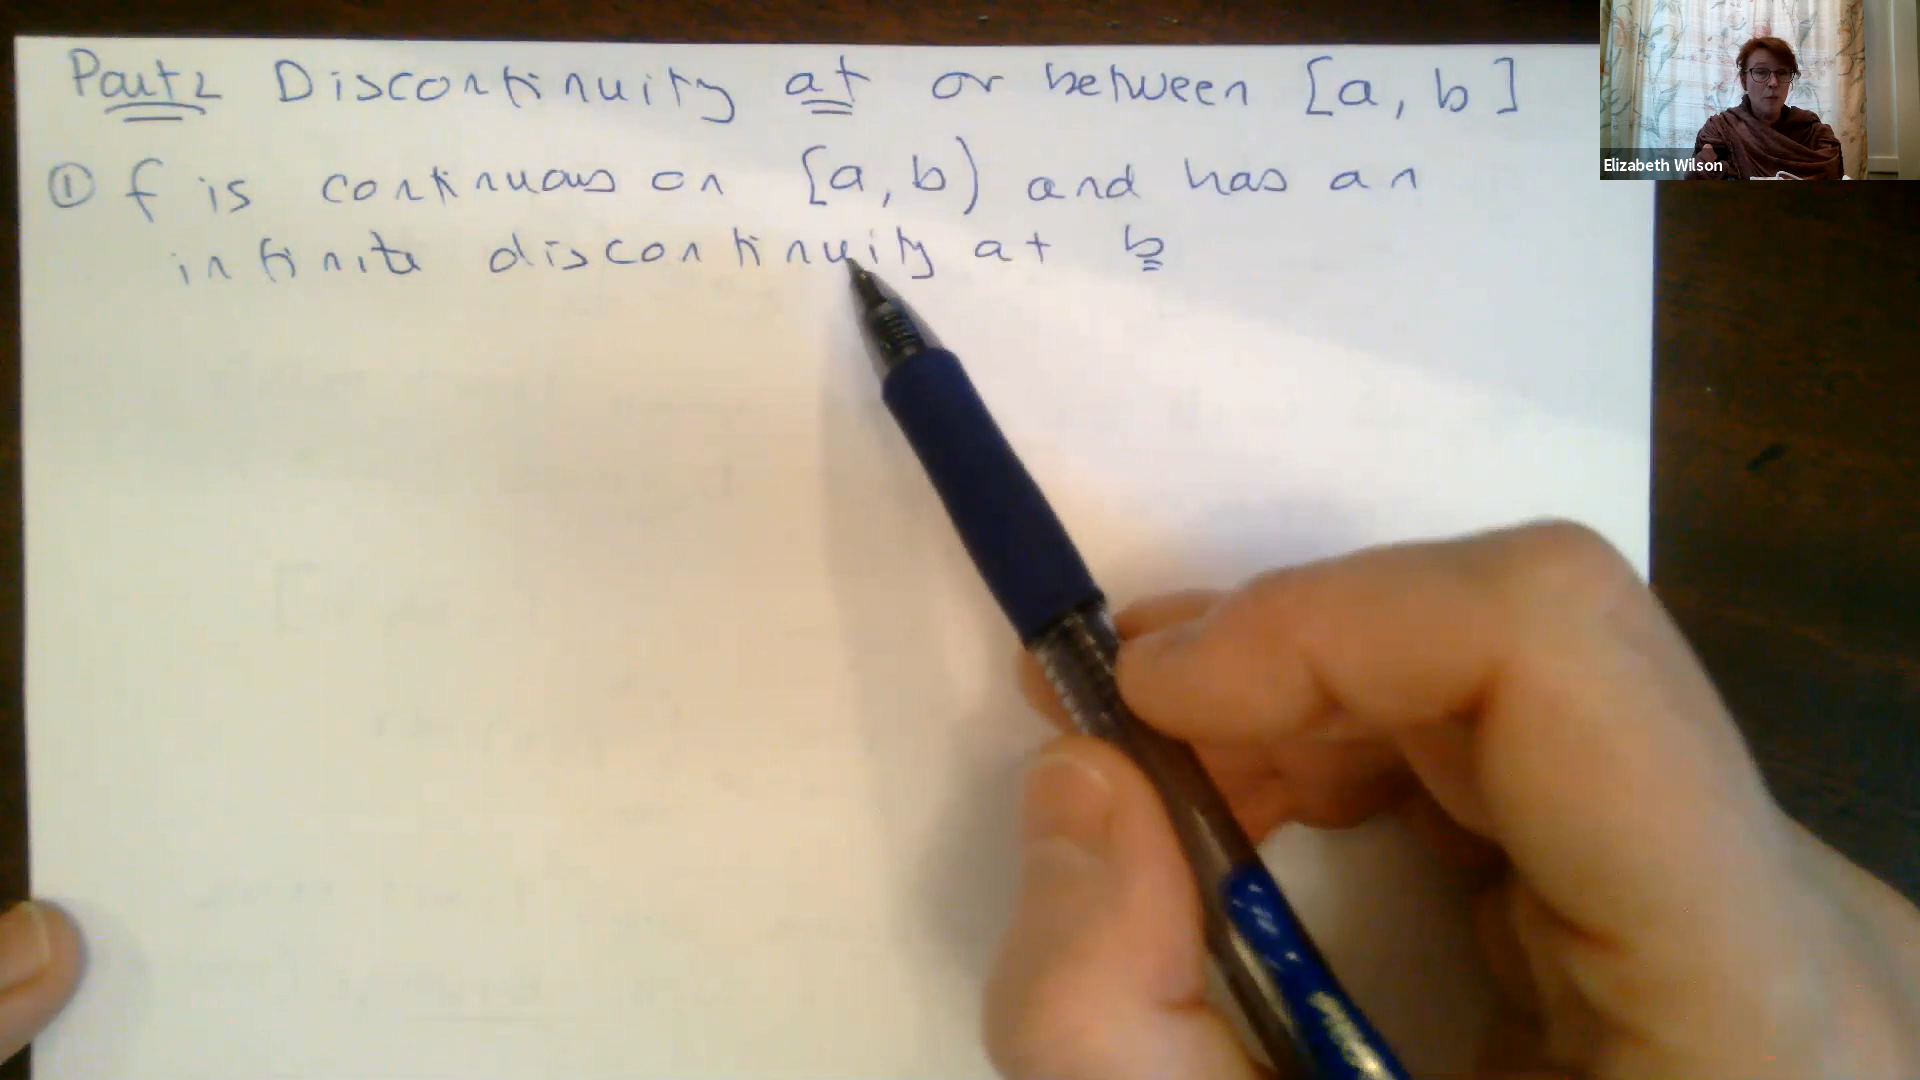 Part 2 Discontinuity at or between [a, b]
① f is continuous on [a, b) and has an
infinite discontinuity at b
Elizabeth Wilson